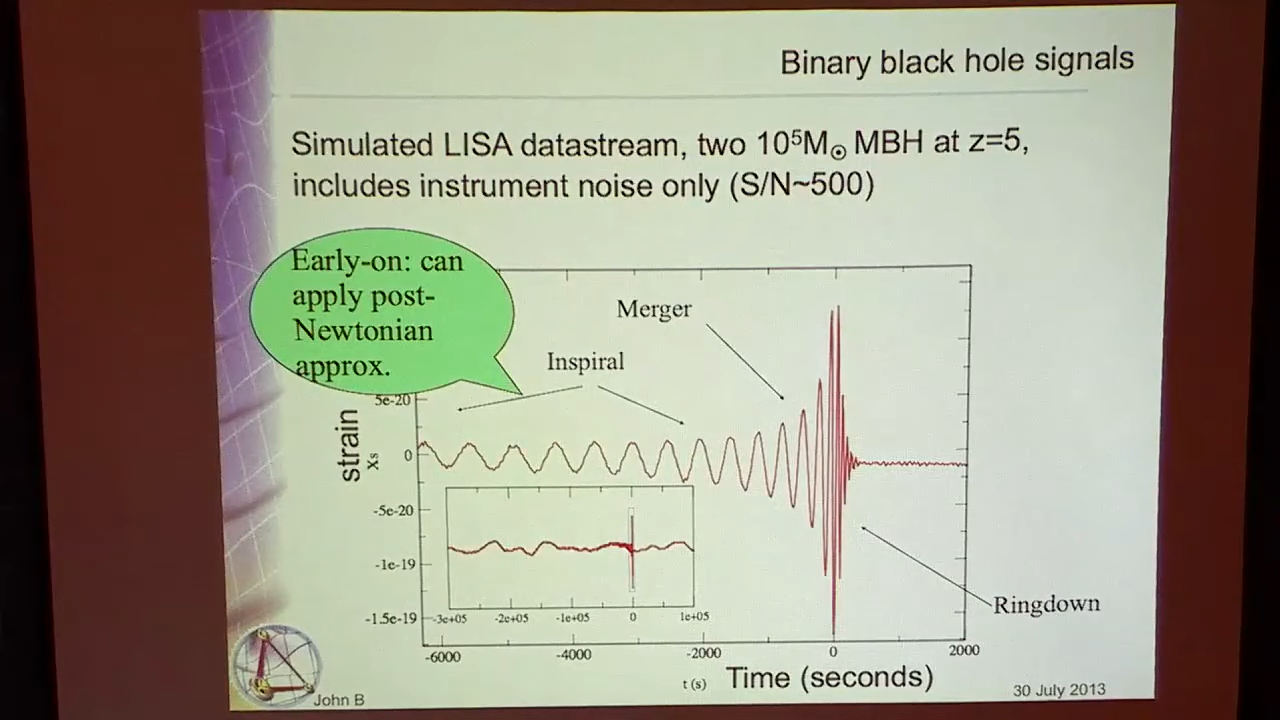 Binary black hole signals
Simulated LISA datastream, two 10⁵M⊙ MBH at z=5,
includes instrument noise only (S/N~500)
Early-on: can
apply post-
Newtonian
approx.
Merger
Inspiral
5e-20
0
-5e-20
-1e-19
-1.5e-19
strain
Xs
-3e+05 -2e+05 -1e+05 0 1e+05
Ringdown
-6000 -4000 -2000 0 2000
t (s) Time (seconds)
John B
30 July 2013